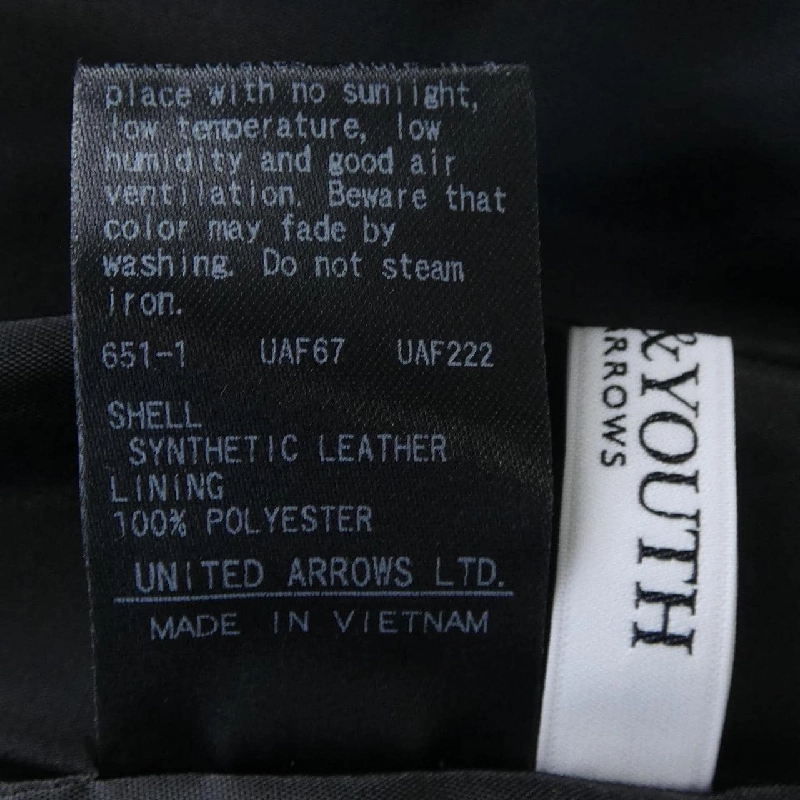 place with no sunlight,
low temperature, low
humidity and good air
ventilation. Beware that
color may fade by
washing. Do not steam
iron.
651-1 UAF67 UAF222
SHELL
SYNTHETIC LEATHER
LINING
100% POLYESTER
UNITED ARROWS LTD.
MADE IN VIETNAM
&YOUTH
ARROWS